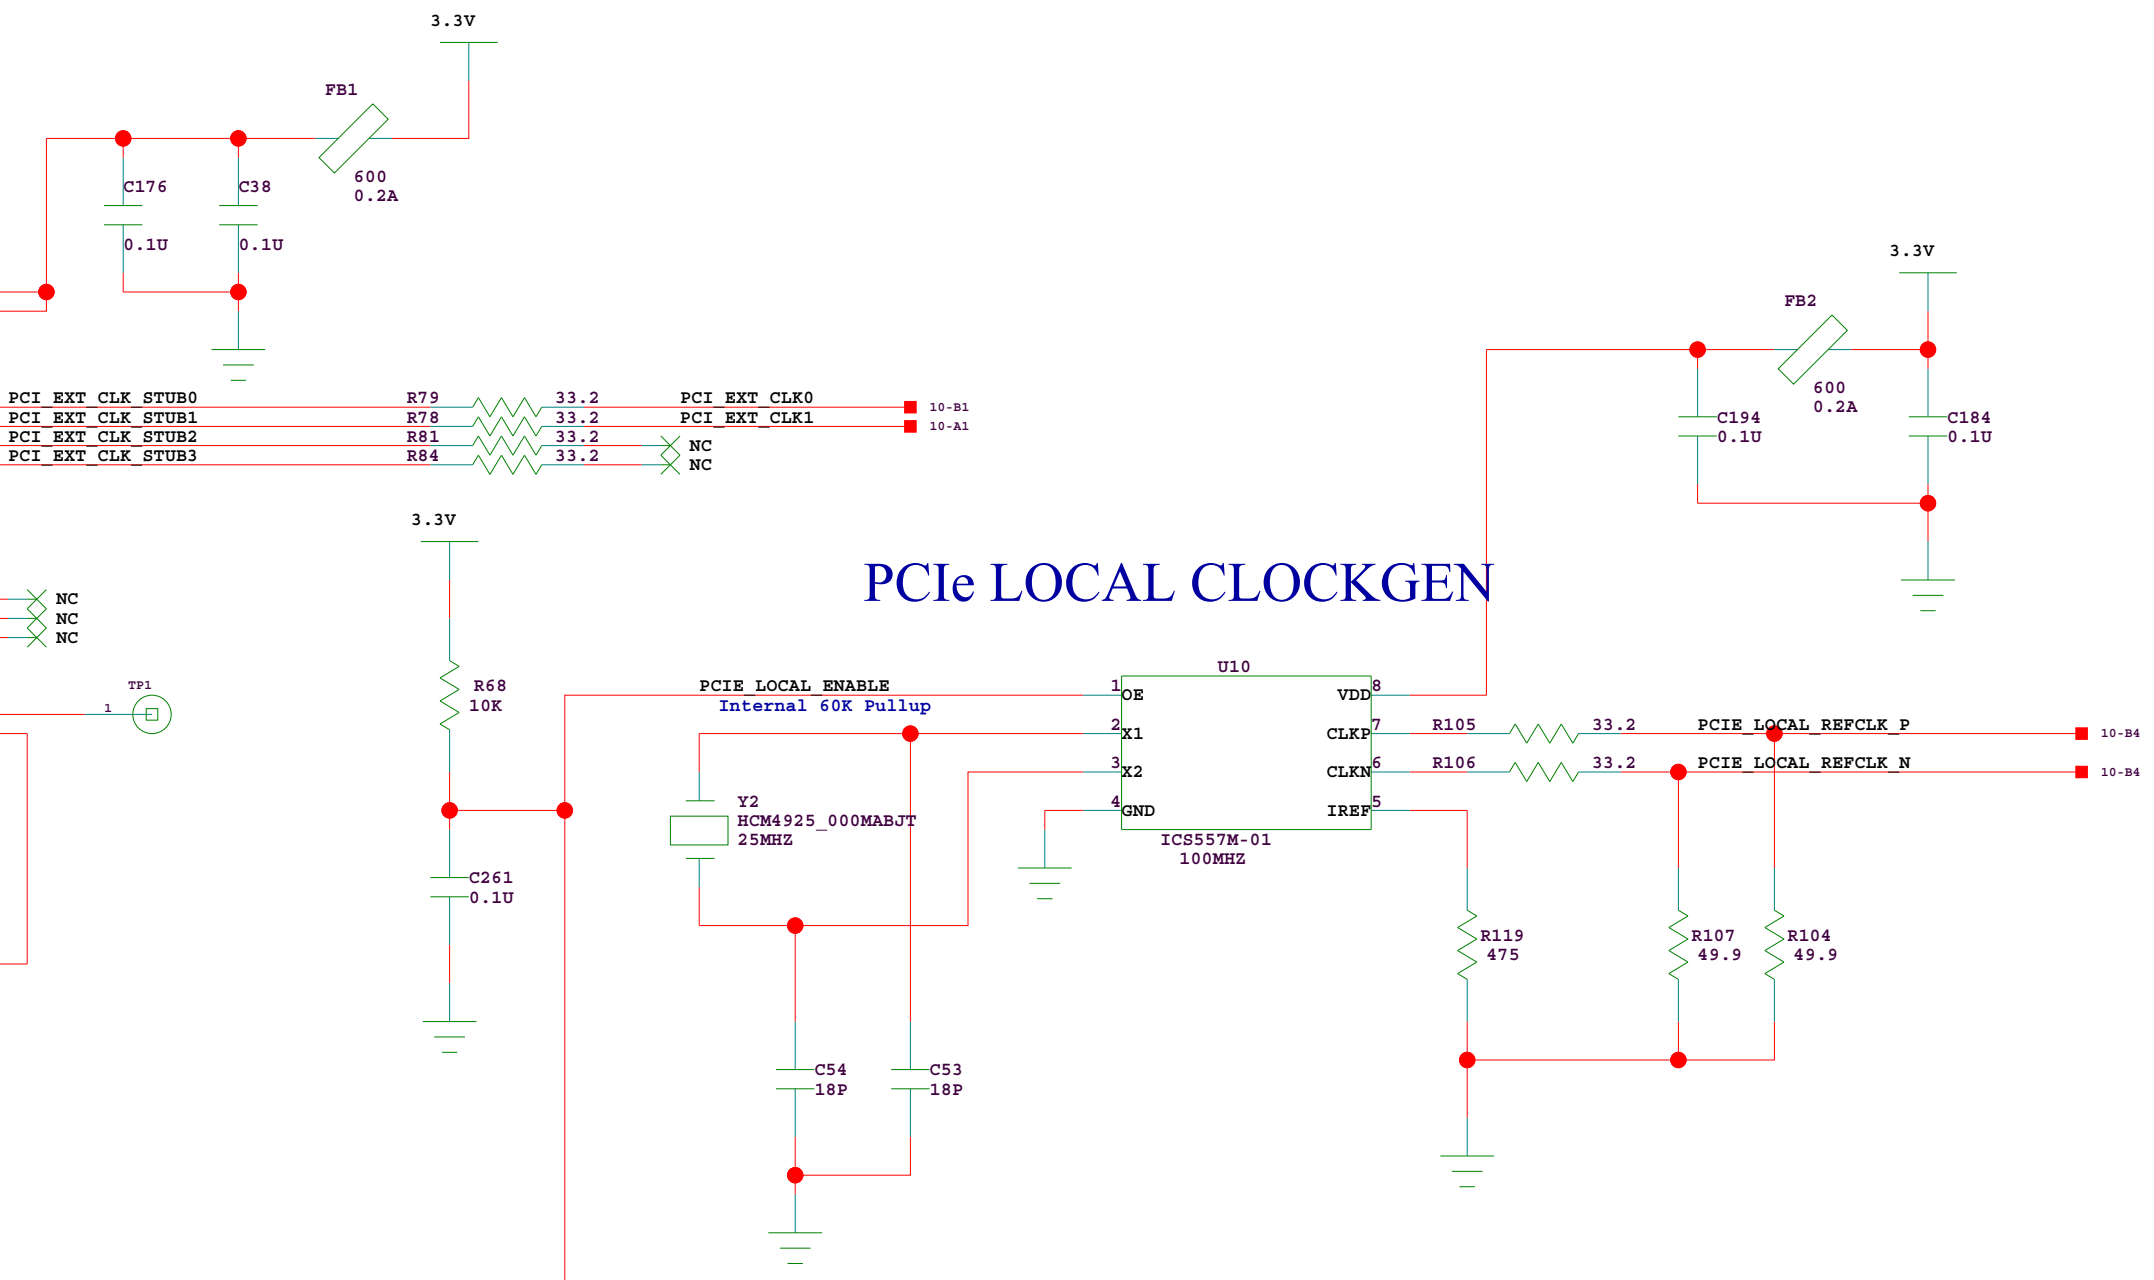 3.3V
FB1
600
0.2A
C176
0.1U
C38
0.1U
3.3V
FB2
600
0.2A
C194
0.1U
C184
0.1U
PCI_EXT_CLK_STUB0 R79 33.2 PCI_EXT_CLK0 10-B1
PCI_EXT_CLK_STUB1 R78 33.2 PCI_EXT_CLK1 10-A1
PCI_EXT_CLK_STUB2 R81 33.2 NC
PCI_EXT_CLK_STUB3 R84 33.2 NC
3.3V
PCIe LOCAL CLOCKGEN
NC
NC
NC
TP1
1
R68
10K
PCIE_LOCAL_ENABLE
Internal 60K Pullup
U10
1 OE VDD 8
2 X1 CLKP 7
3 X2 CLKN 6
4 GND IREF 5
ICS557M-01
100MHZ
R105 33.2 PCIE_LOCAL_REFCLK_P 10-B4
R106 33.2 PCIE_LOCAL_REFCLK_N 10-B4
Y2
HCM4925_000MABJT
25MHZ
C261
0.1U
R119
475
R107
49.9
R104
49.9
C54
18P
C53
18P